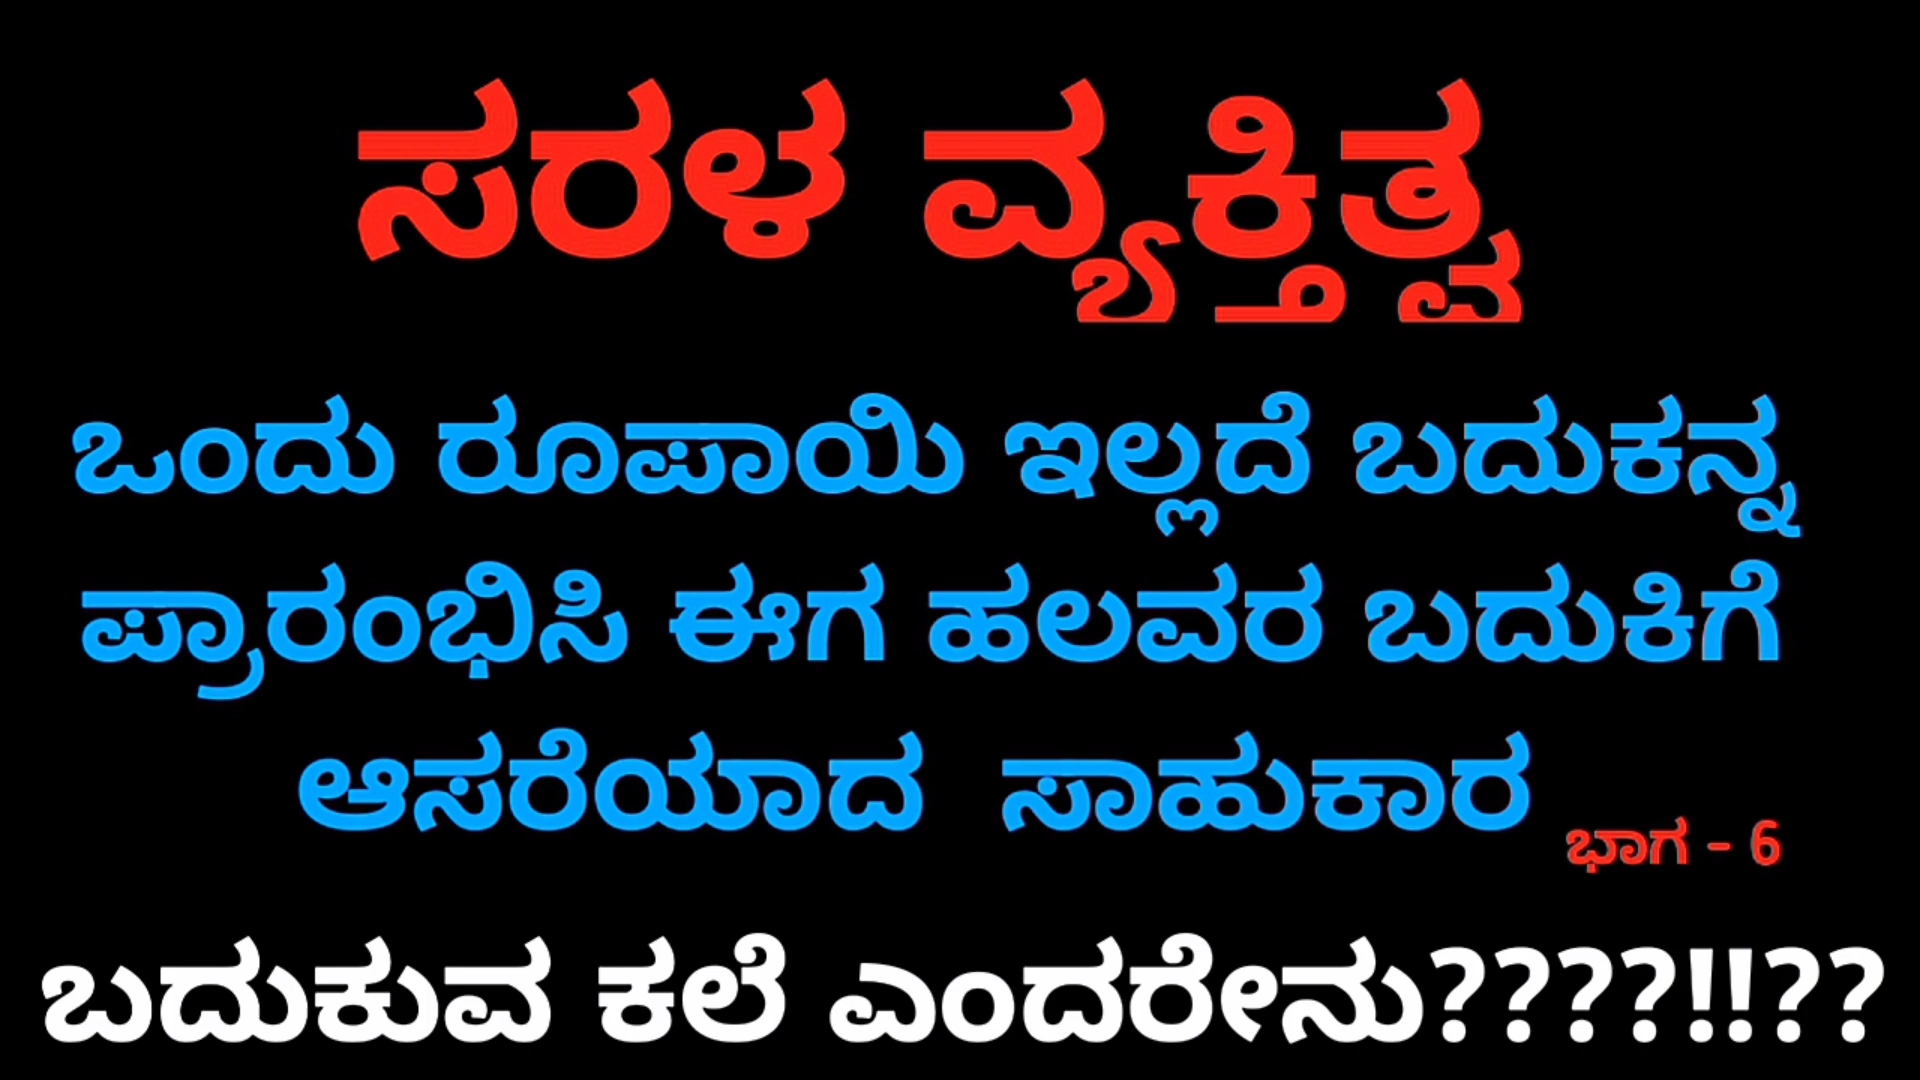 ಸರಳ ವ್ಯಕ್ತಿತ್ವ
ಒಂದು ರೂಪಾಯಿ ಇಲ್ಲದೆ ಬದುಕನ್ನ
ಪ್ರಾರಂಭಿಸಿ ಈಗ ಹಲವರ ಬದುಕಿಗೆ
ಆಸರೆಯಾದ ಸಾಹುಕಾರ
ಭಾಗ - 6
ಬದುಕುವ ಕಲೆ ಎಂದರೇನು????!!??